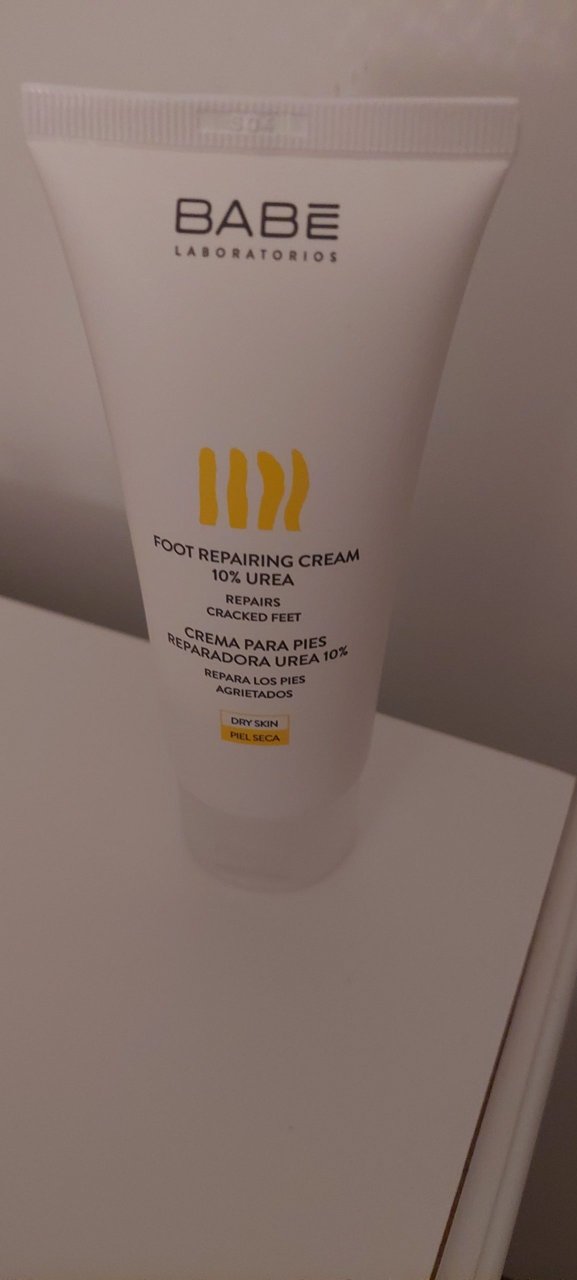 BABĒ
LABORATORIOS
FOOT REPAIRING CREAM
10% UREA
REPAIRS
CRACKED FEET
CREMA PARA PIES
REPARADORA UREA 10%
REPARA LOS PIES
AGRIETADOS
DRY SKIN
PIEL SECA